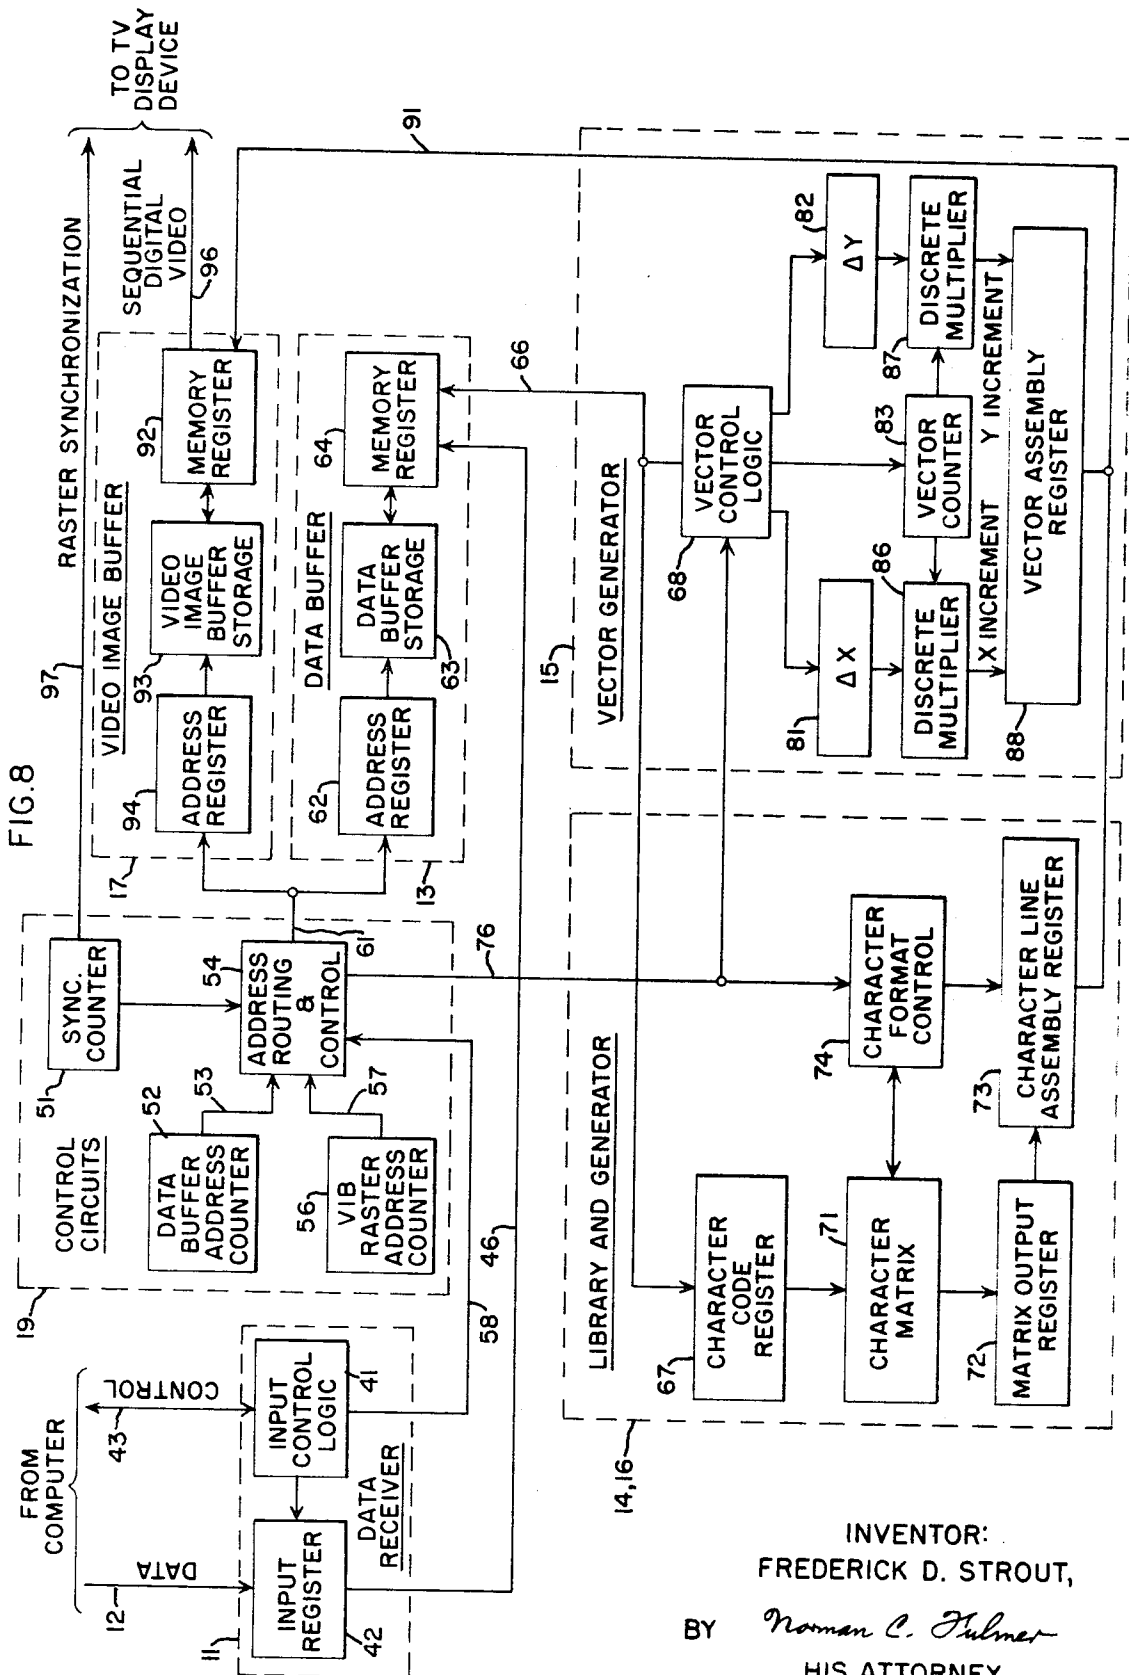 FIG.8
FROM
COMPUTER
12
DATA
43
CONTROL
11
INPUT
REGISTER
42
INPUT
CONTROL
LOGIC
41
DATA
RECEIVER
58
46
19
CONTROL
CIRCUITS
51
SYNC.
COUNTER
52
DATA
BUFFER
ADDRESS
COUNTER
53
54
ADDRESS
ROUTING
&
CONTROL
56
VIB
RASTER
ADDRESS
COUNTER
57
61
76
97
RASTER SYNCHRONIZATION
TO TV
DISPLAY
DEVICE
SEQUENTIAL
DIGITAL
VIDEO
96
17
VIDEO IMAGE BUFFER
94
ADDRESS
REGISTER
93
VIDEO
IMAGE
BUFFER
STORAGE
92
MEMORY
REGISTER
91
13
DATA BUFFER
62
ADDRESS
REGISTER
DATA
BUFFER
STORAGE
63
64
MEMORY
REGISTER
66
14,16
LIBRARY AND GENERATOR
67
CHARACTER
CODE
REGISTER
71
CHARACTER
MATRIX
72
MATRIX OUTPUT
REGISTER
74
CHARACTER
FORMAT
CONTROL
73
CHARACTER LINE
ASSEMBLY REGISTER
15
VECTOR GENERATOR
68
VECTOR
CONTROL
LOGIC
81
ΔX
82
ΔY
83
VECTOR
COUNTER
86
DISCRETE
MULTIPLIER
87
DISCRETE
MULTIPLIER
X INCREMENT
Y INCREMENT
88
VECTOR ASSEMBLY
REGISTER
INVENTOR:
FREDERICK D. STROUT,
BY Norman C. Fulmer
HIS ATTORNEY